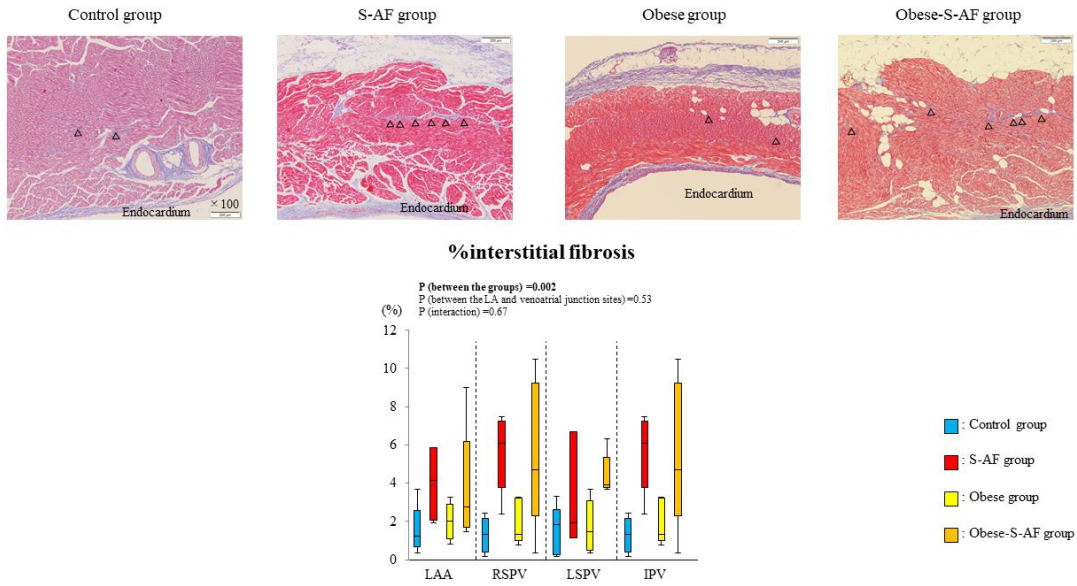 Control group
S-AF group
Obese group
Obese-S-AF group
Endocardium
×100
Endocardium
Endocardium
Endocardium
%interstitial fibrosis
P (between the groups) =0.002
P (between the LA and venoatrial junction sites) =0.53
P (interaction) =0.67
(%)
12
10
8
6
4
2
0
LAA
RSPV
LSPV
IPV
: Control group
: S-AF group
: Obese group
: Obese-S-AF group